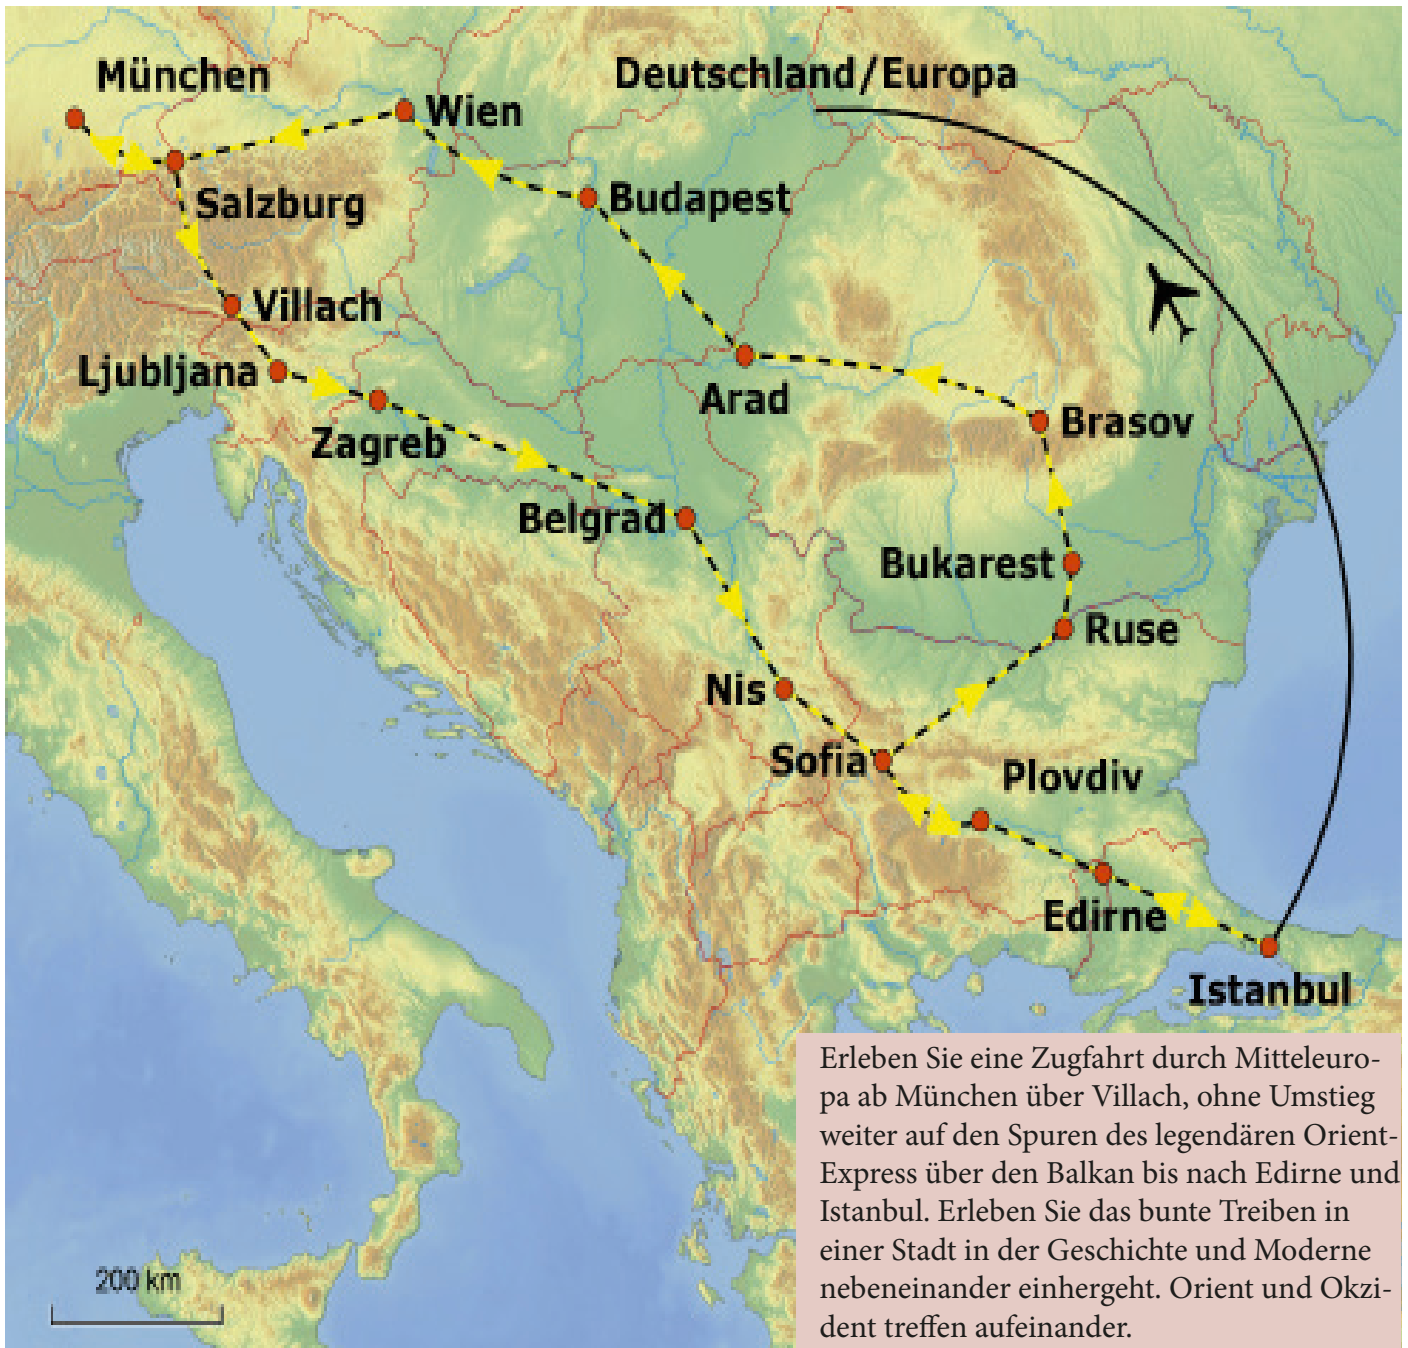 München
Deutschland/Europa
Wien
Salzburg
Budapest
Villach
Ljubljana
Arad
Zagreb
Brasov
Belgrad
Bukarest
Ruse
Nis
Sofia
Plovdiv
Edirne
Istanbul
Erleben Sie eine Zugfahrt durch Mitteleuro-
pa ab München über Villach, ohne Umstieg
weiter auf den Spuren des legendären Orient-
Express über den Balkan bis nach Edirne und
Istanbul. Erleben Sie das bunte Treiben in
einer Stadt in der Geschichte und Moderne
nebeneinander einhergeht. Orient und Okzi-
dent treffen aufeinander.
200 km